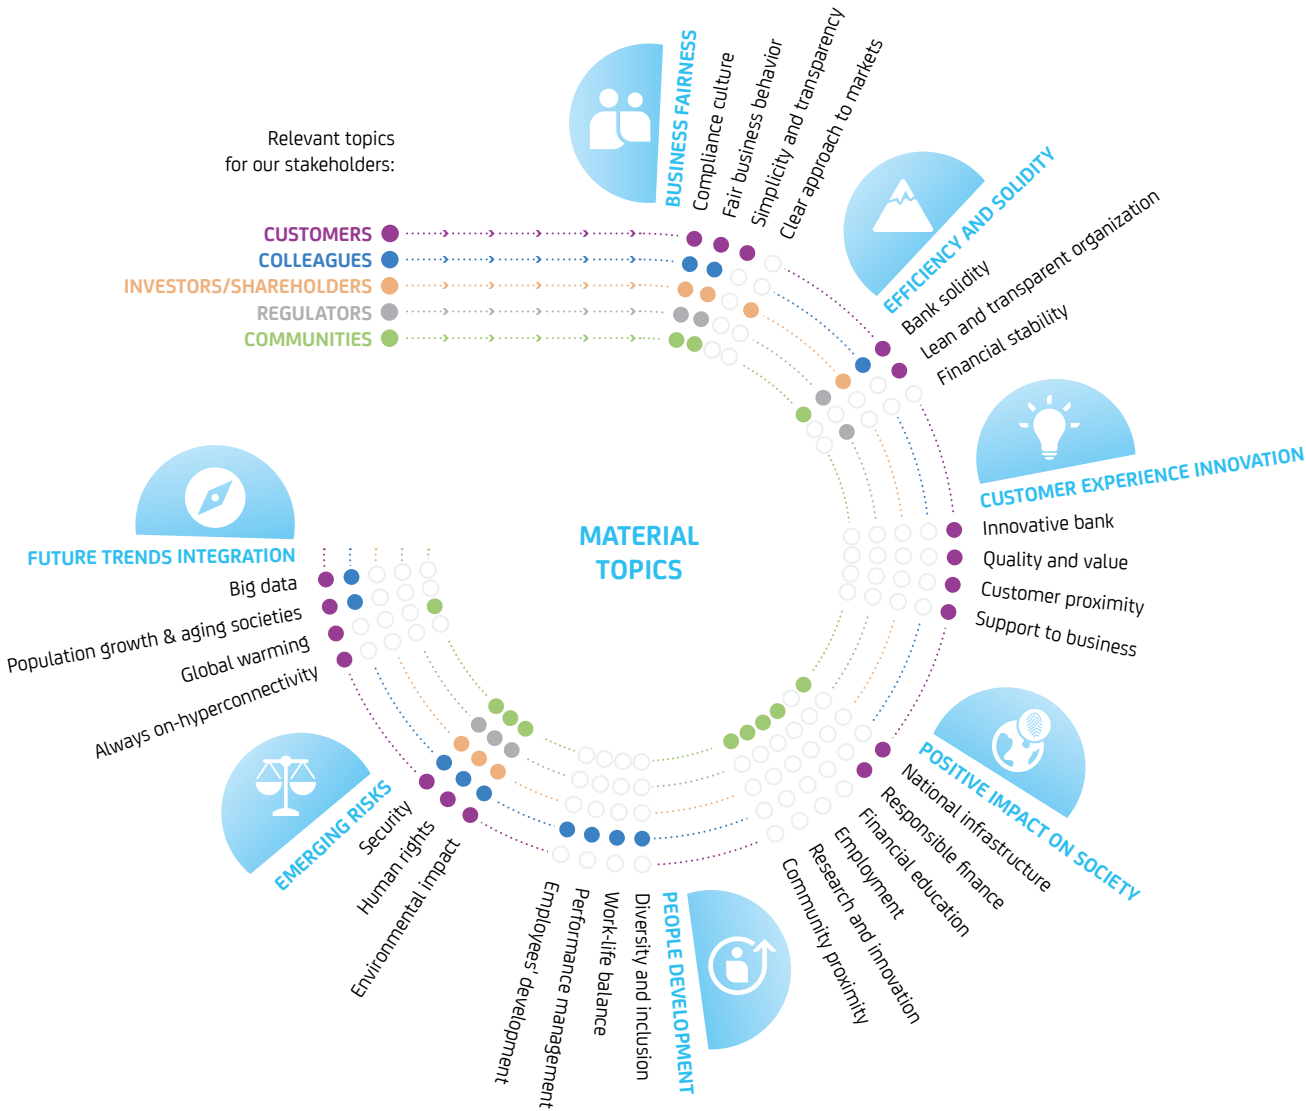 Relevant topics
for our stakeholders:
CUSTOMERS
COLLEAGUES
INVESTORS/SHAREHOLDERS
REGULATORS
COMMUNITIES
BUSINESS FAIRNESS
Compliance culture
Fair business behavior
Simplicity and transparency
Clear approach to markets
EFFICIENCY AND SOLIDITY
Bank solidity
Lean and transparent organization
Financial stability
CUSTOMER EXPERIENCE INNOVATION
Innovative bank
Quality and value
Customer proximity
Support to business
POSITIVE IMPACT ON SOCIETY
National infrastructure
Responsible finance
Financial education
Employment
Research and innovation
Community proximity
PEOPLE DEVELOPMENT
Diversity and inclusion
Work-life balance
Performance management
Employees' development
EMERGING RISKS
Environmental impact
Human rights
Security
FUTURE TRENDS INTEGRATION
Big data
Population growth & aging societies
Global warming
Always on-hyperconnectivity
MATERIAL
TOPICS